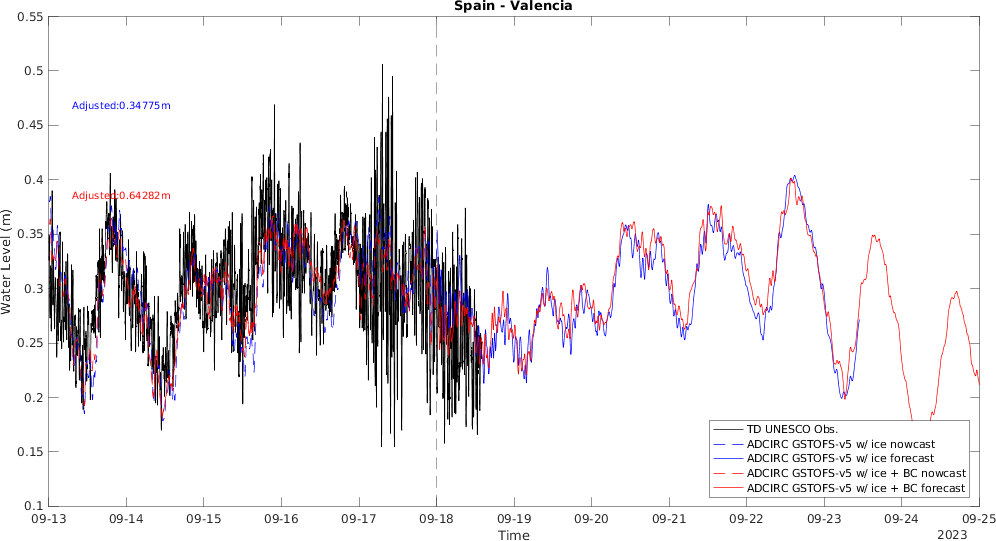 Spain - Valencia
0.55
0.5
0.45
0.4
0.35
0.3
0.25
0.2
0.15
0.1
Water Level (m)
Adjusted:0.34775m
Adjusted:0.64282m
TD UNESCO Obs.
ADCIRC GSTOFS-v5 w/ ice nowcast
ADCIRC GSTOFS-v5 w/ ice forecast
ADCIRC GSTOFS-v5 w/ ice + BC nowcast
ADCIRC GSTOFS-v5 w/ ice + BC forecast
09-13 09-14 09-15 09-16 09-17 09-18 09-19 09-20 09-21 09-22 09-23 09-24 09-25
Time
2023